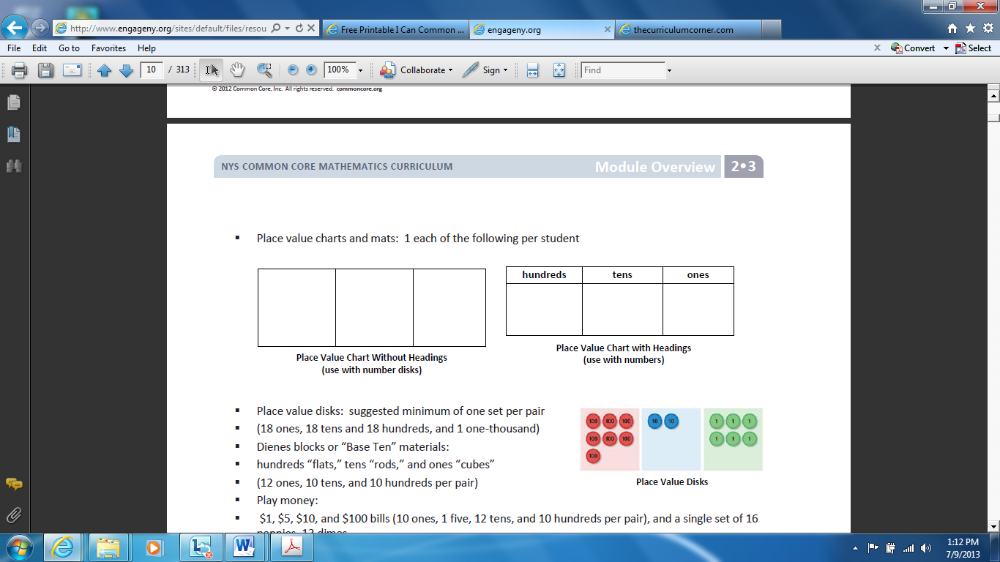 http://www.engageny.org/sites/default/files/resou
Free Printable I Can Common ...
engageny.org
thecurriculumcorner.com
File Edit Go to Favorites Help
Convert Select
10 / 313 100% Collaborate Sign Find
© 2012 Common Core, Inc. All rights reserved. commoncore.org
NYS COMMON CORE MATHEMATICS CURRICULUM Module Overview 2•3
▪ Place value charts and mats: 1 each of the following per student
hundreds tens ones
Place Value Chart Without Headings
(use with number disks)
Place Value Chart with Headings
(use with numbers)
▪ Place value disks: suggested minimum of one set per pair
▪ (18 ones, 18 tens and 18 hundreds, and 1 one-thousand)
▪ Dienes blocks or “Base Ten” materials:
▪ hundreds “flats,” tens “rods,” and ones “cubes”
▪ (12 ones, 10 tens, and 10 hundreds per pair)
▪ Play money:
▪ $1, $5, $10, and $100 bills (10 ones, 1 five, 12 tens, and 10 hundreds per pair), and a single set of 16
100 100 100 10 10 1 1 1
100 100 100 1 1 1
100
Place Value Disks
1:12 PM
7/9/2013